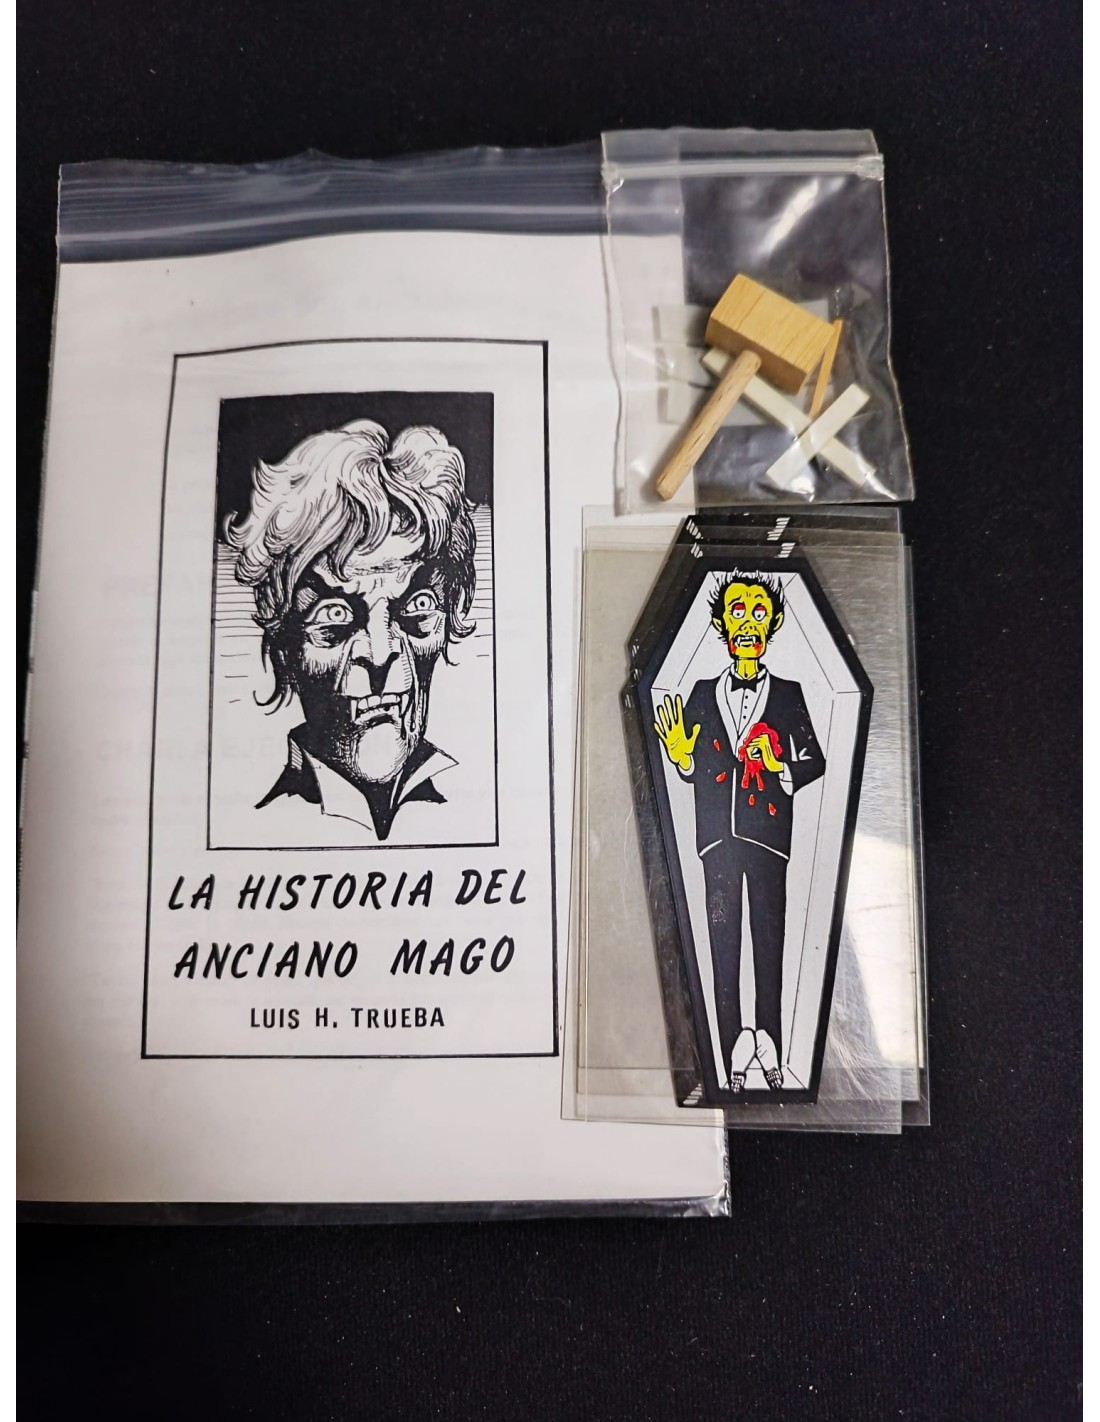 LA HISTORIA DEL
ANCIANO MAGO
LUIS H. TRUEBA